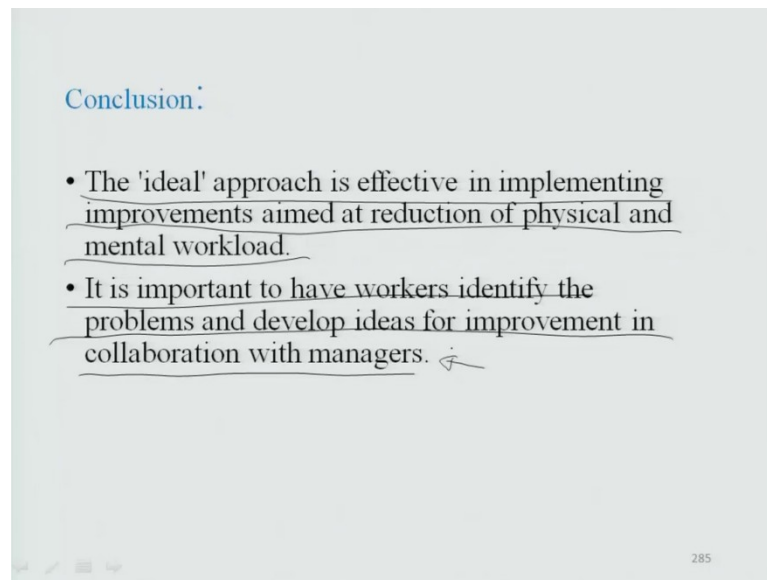 Conclusion:
• The 'ideal' approach is effective in implementing
improvements aimed at reduction of physical and
mental workload.
• It is important to have workers identify the
problems and develop ideas for improvement in
collaboration with managers.
285